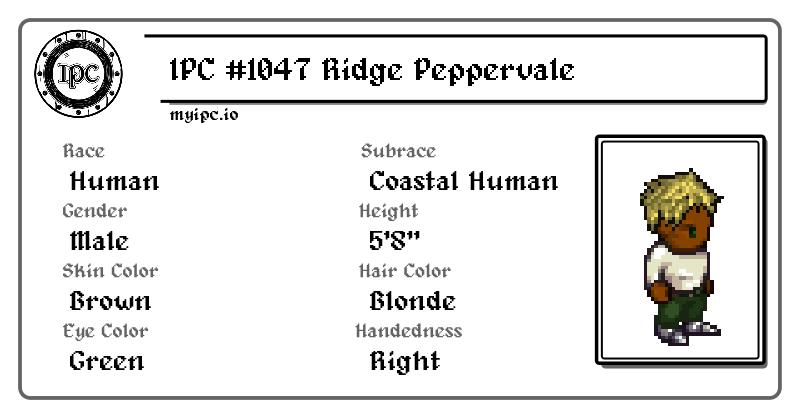 IPC
IPC #1047 Ridge Peppervale
myipc.io
Race
Human
Subrace
Coastal Human
Gender
Male
Height
5'8"
Skin Color
Brown
Hair Color
Blonde
Eye Color
Green
Handedness
Right